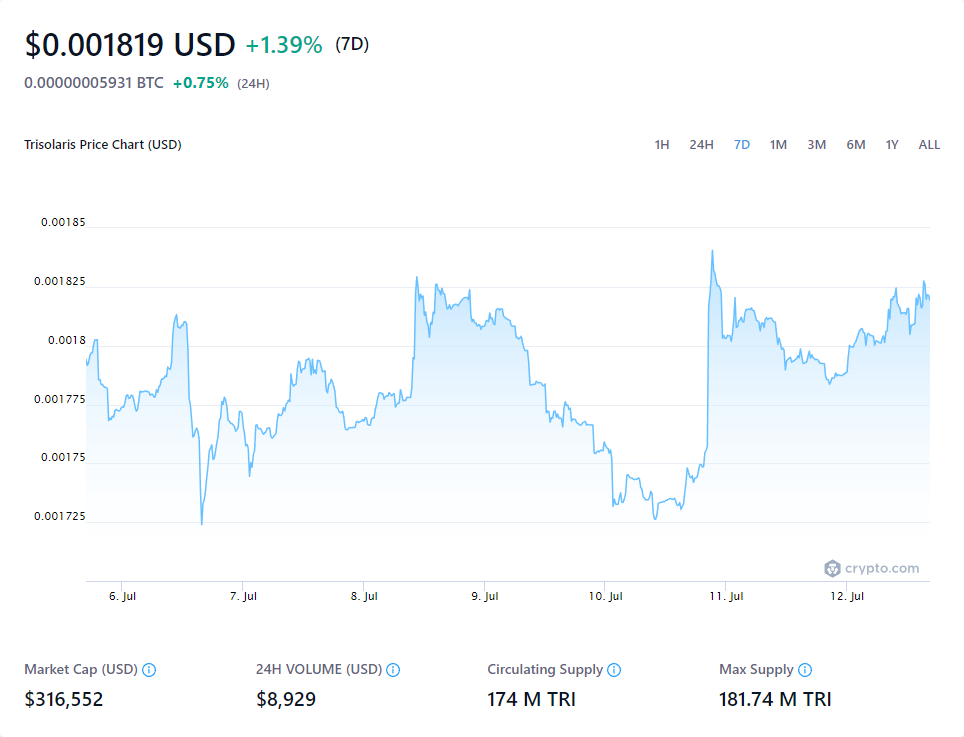 $0.001819 USD +1.39% (7D)
0.00000005931 BTC +0.75% (24H)
Trisolaris Price Chart (USD) 1H 24H 7D 1M 3M 6M 1Y ALL
0.00185
0.001825
0.0018
0.001775
0.00175
0.001725
crypto.com
6. Jul 7. Jul 8. Jul 9. Jul 10. Jul 11. Jul 12. Jul
Market Cap (USD) 24H VOLUME (USD) Circulating Supply Max Supply
$316,552 $8,929 174 M TRI 181.74 M TRI